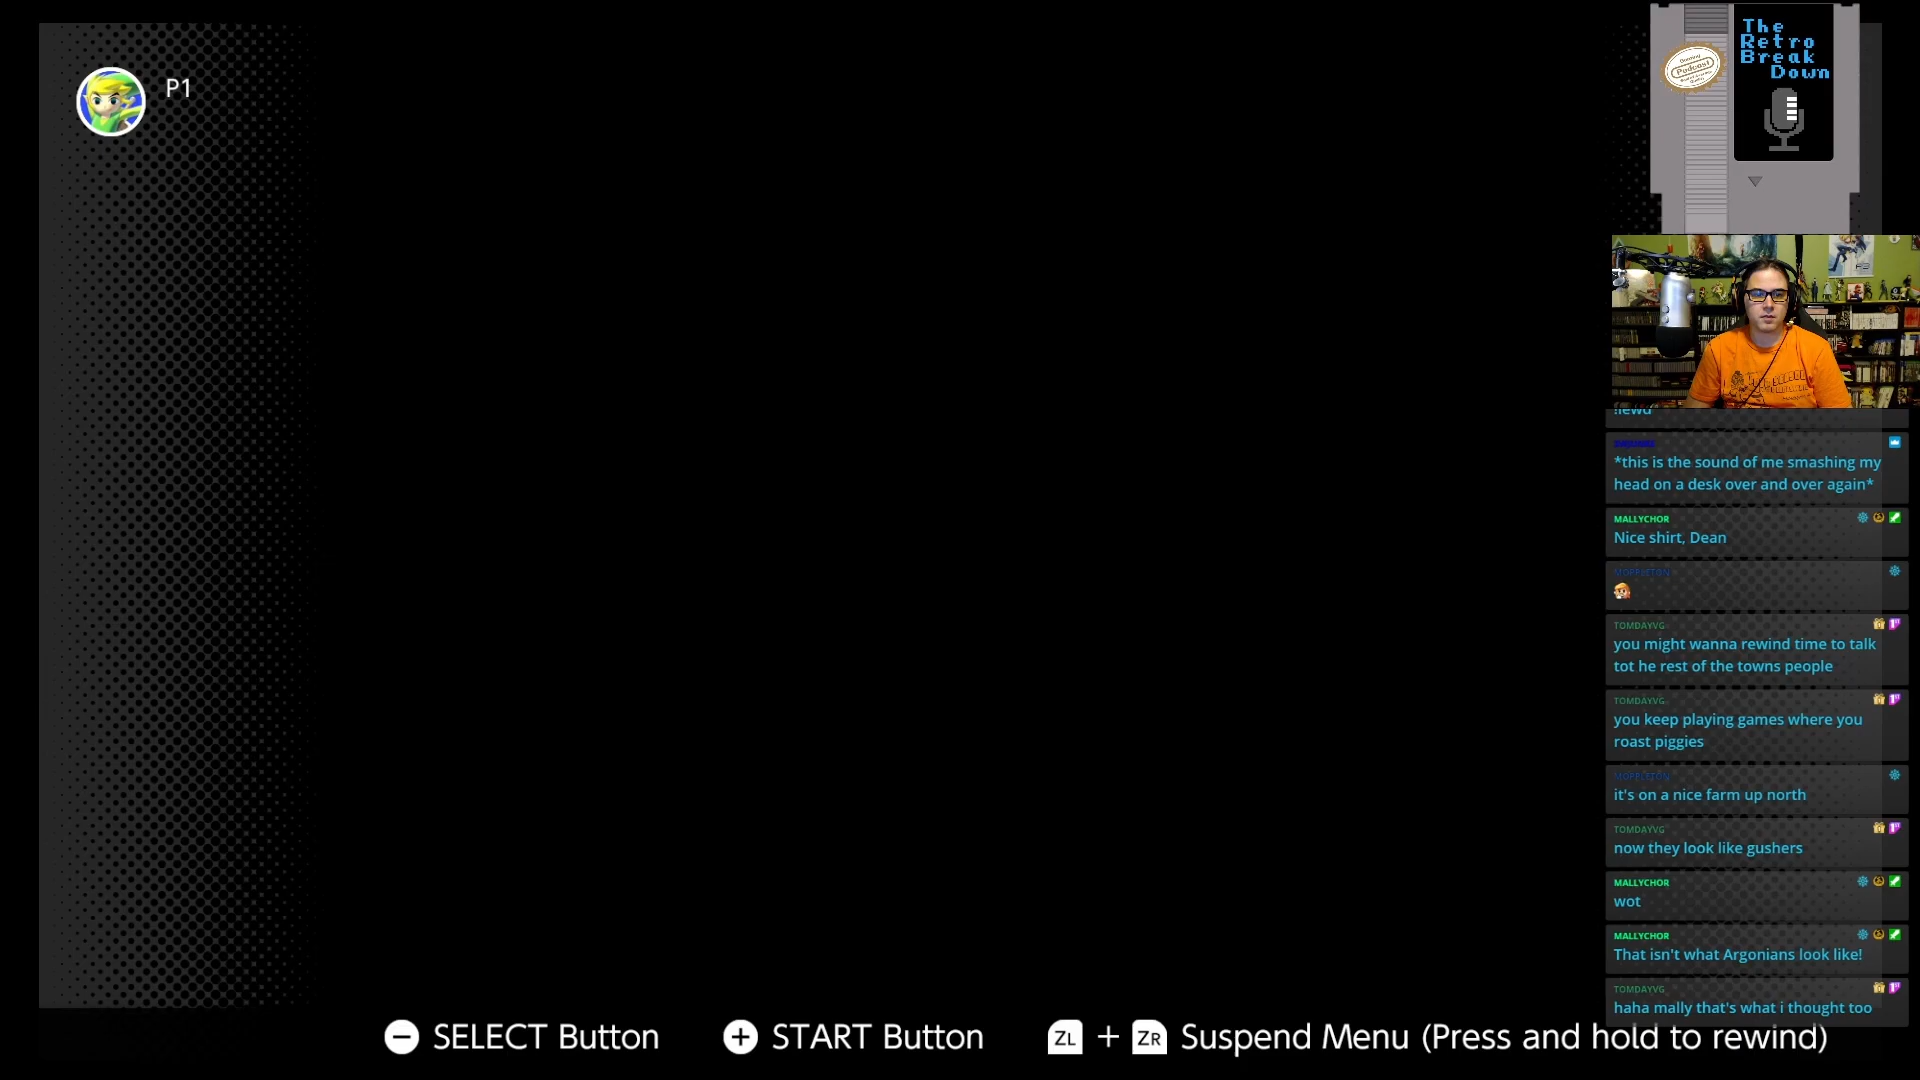 P1
The
Retro
Break
Down
Podcast
!lewd
*this is the sound of me smashing my
head on a desk over and over again*
MALLYCHOR
Nice shirt, Dean
MOPPLETON
TOMDAYVG
you might wanna rewind time to talk
tot he rest of the towns people
TOMDAYVG
you keep playing games where you
roast piggies
MOPPLETON
it's on a nice farm up north
TOMDAYVG
now they look like gushers
MALLYCHOR
wot
MALLYCHOR
That isn't what Argonians look like!
TOMDAYVG
haha mally that's what i thought too
SELECT Button
START Button
ZL + ZR Suspend Menu (Press and hold to rewind)